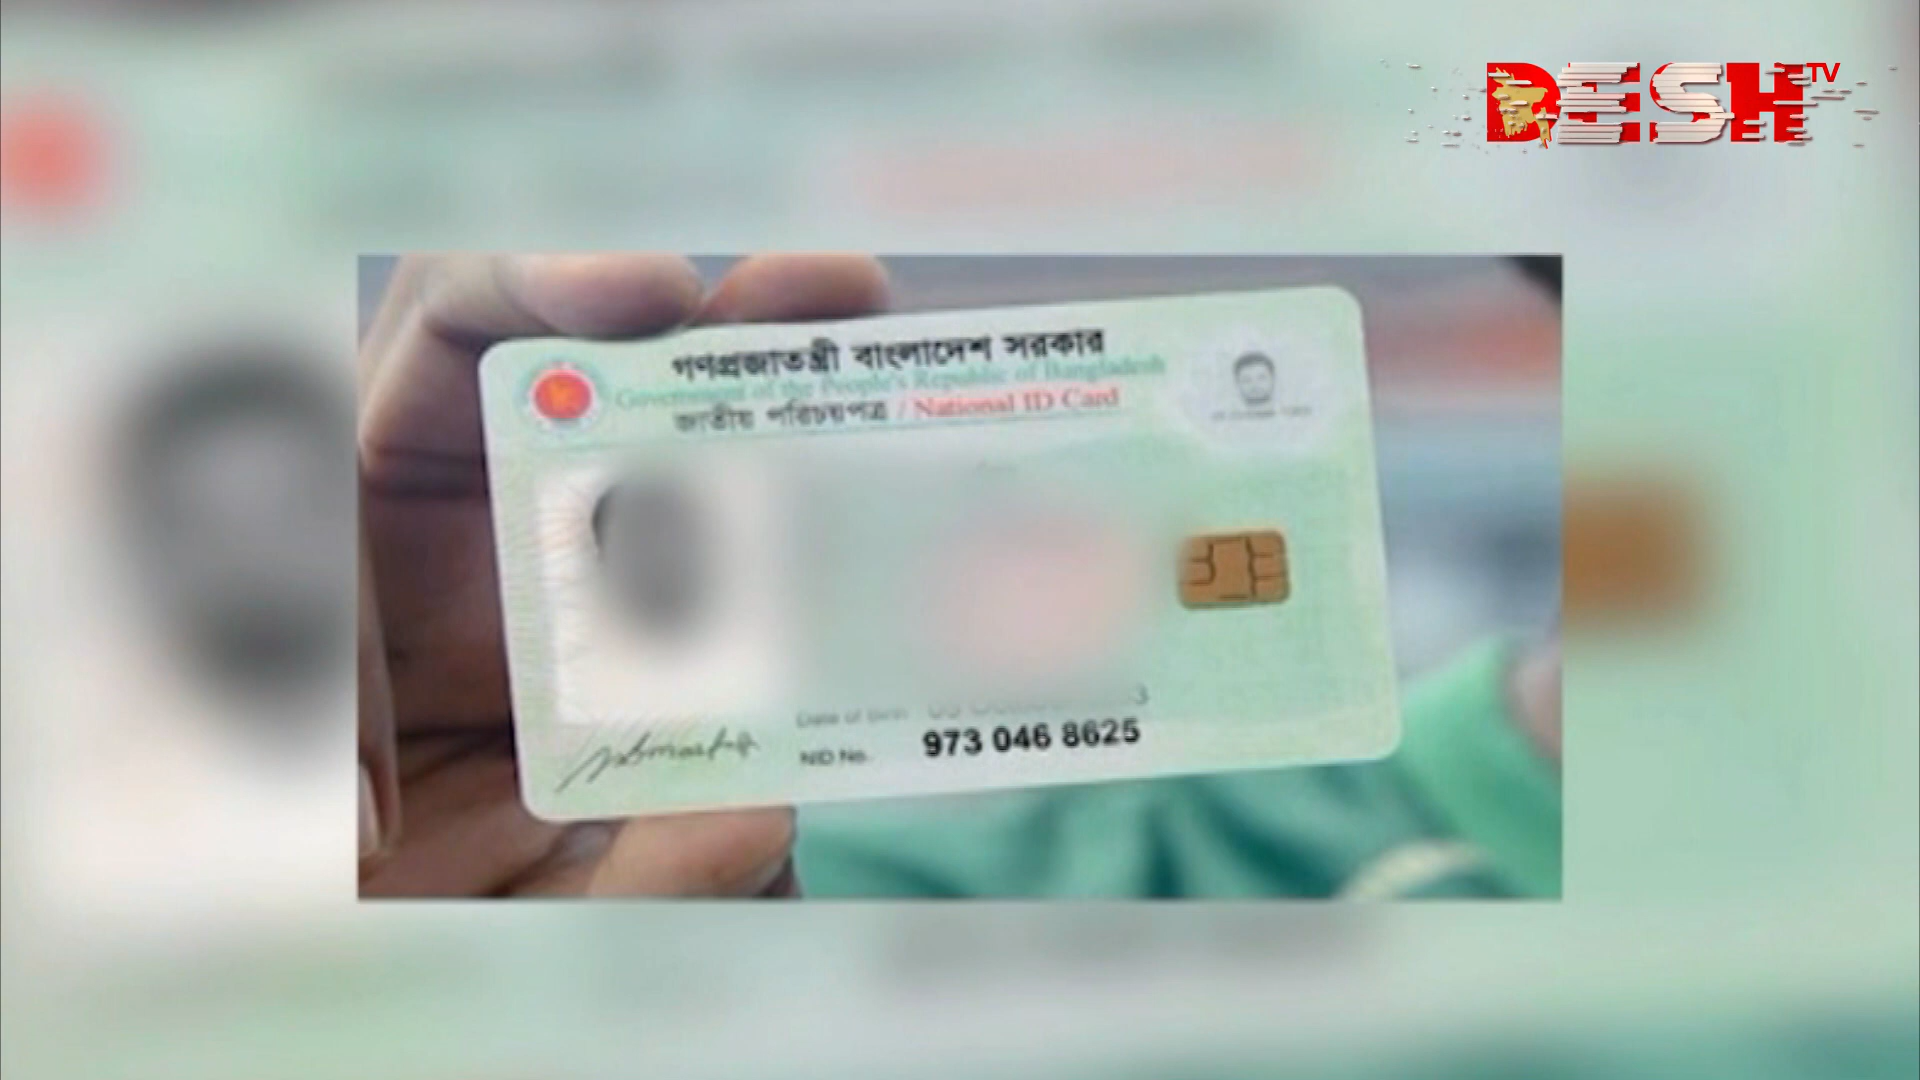 DESH TV
গণপ্রজাতন্ত্রী বাংলাদেশ সরকার
Government of the People's Republic of Bangladesh
জাতীয় পরিচয়পত্র / National ID Card
Date of Birth
NID No. 973 046 8625